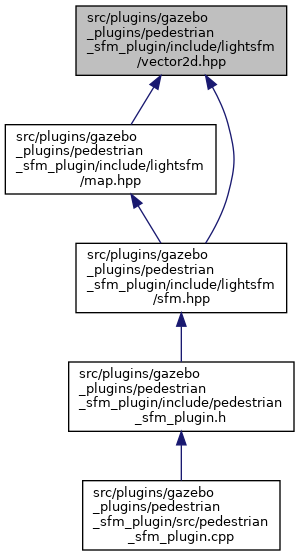 src/plugins/gazebo
_plugins/pedestrian
_sfm_plugin/include/lightsfm
/vector2d.hpp
src/plugins/gazebo
_plugins/pedestrian
_sfm_plugin/include/lightsfm
/map.hpp
src/plugins/gazebo
_plugins/pedestrian
_sfm_plugin/include/lightsfm
/sfm.hpp
src/plugins/gazebo
_plugins/pedestrian
_sfm_plugin/include/pedestrian
_sfm_plugin.h
src/plugins/gazebo
_plugins/pedestrian
_sfm_plugin/src/pedestrian
_sfm_plugin.cpp